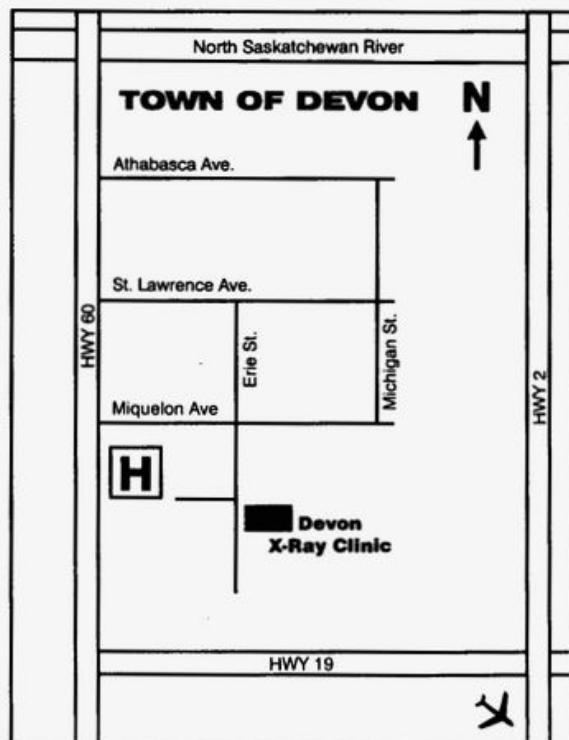 North Saskatchewan River
TOWN OF DEVON
N
Athabasca Ave.
St. Lawrence Ave.
HWY 60
Erie St.
Michigan St.
HWY 2
Miquelon Ave
H
Devon
X-Ray Clinic
HWY 19